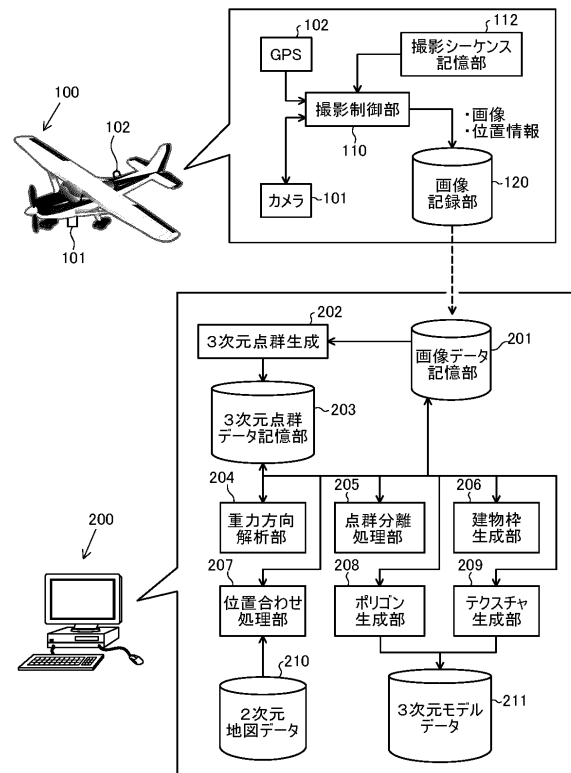 102
GPS
112
撮影シーケンス
記憶部
100
102
撮影制御部
110
・画像
・位置情報
カメラ
101
画像
記録部
120
101
202
3次元点群生成
画像データ
記憶部
201
3次元点群
データ記憶部
203
204
重力方向
解析部
205
点群分離
処理部
206
建物枠
生成部
200
207
位置合わせ
処理部
208
ポリゴン
生成部
209
テクスチャ
生成部
210
2次元
地図データ
3次元モデル
データ
211